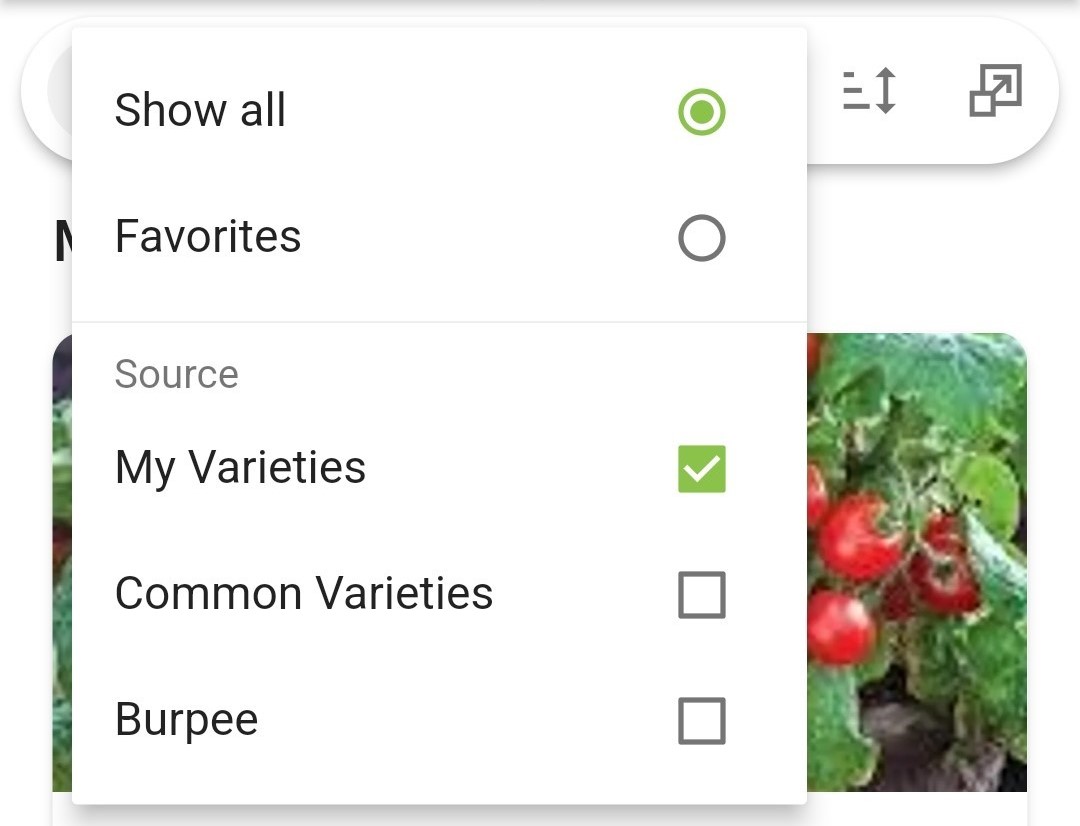 Show all
Favorites
Source
My Varieties
Common Varieties
Burpee